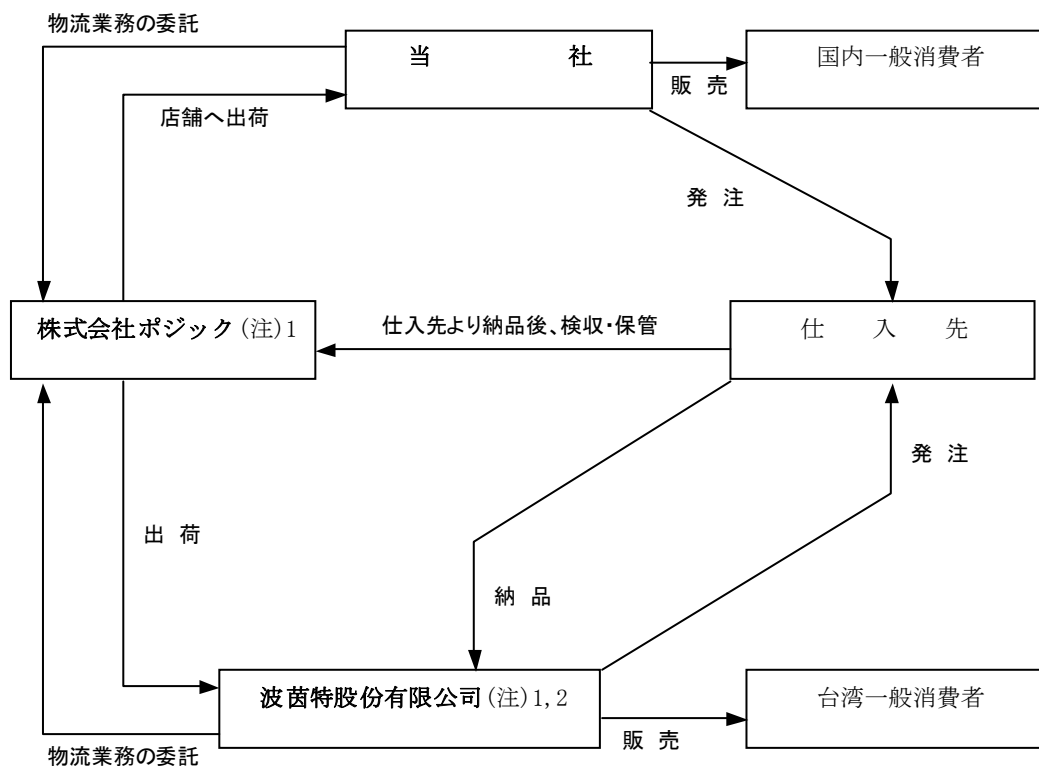 物流業務の委託
当 社
国内一般消費者
販 売
店舗へ出荷
発 注
株式会社ポジック(注)1
仕入先より納品後、検収・保管
仕 入 先
発 注
出 荷
納 品
波茵特股份有限公司(注)1,2
台湾一般消費者
販 売
物流業務の委託